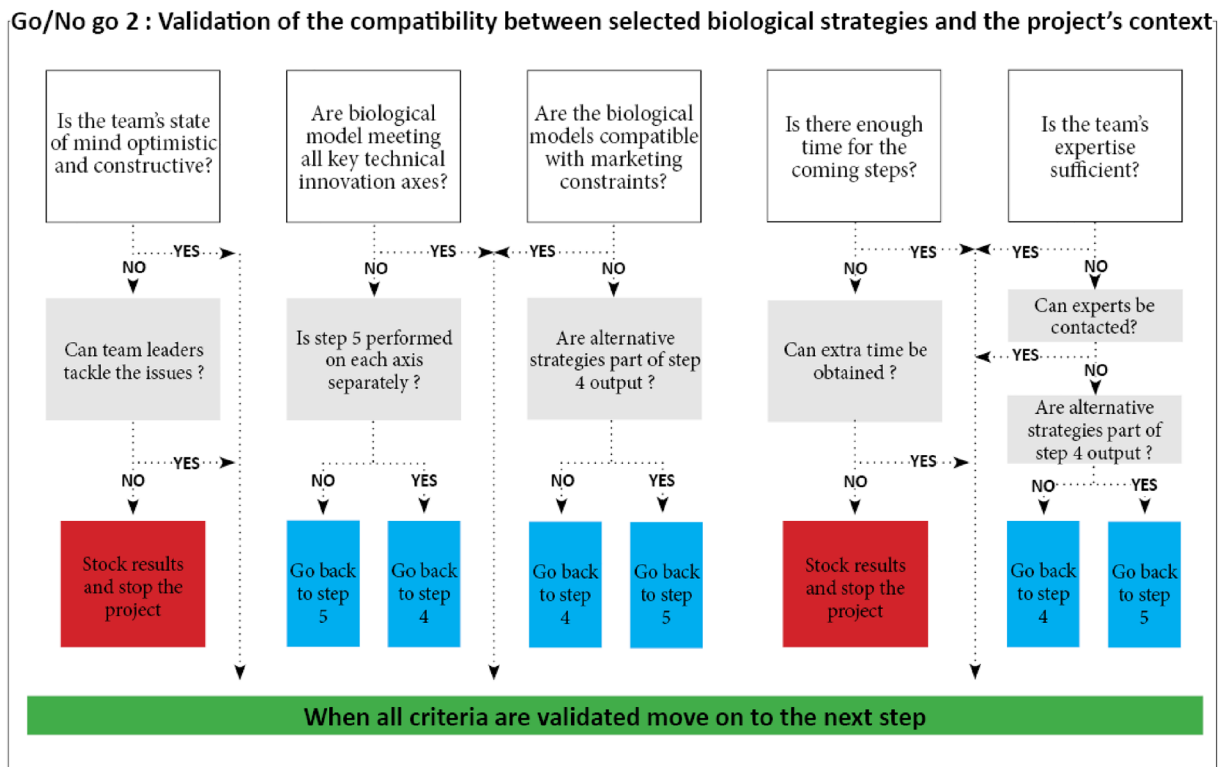 Go/No go 2 : Validation of the compatibility between selected biological strategies and the project's context
Is the team's state
of mind optimistic
and constructive?
Are biological
model meeting
all key technical
innovation axes?
Are the biological
models compatible
with marketing
constraints?
Is there enough
time for the
coming steps?
Is the team's
expertise
sufficient?
YES
NO
YES
NO
YES
NO
YES
NO
YES
NO
Can team leaders
tackle the issues ?
Is step 5 performed
on each axis
separately ?
Are alternative
strategies part of step
4 output ?
Can extra time be
obtained ?
Can experts be
contacted?
YES
NO
Are alternative
strategies part of
step 4 output ?
YES
NO
NO
YES
NO
YES
YES
NO
NO
YES
Stock results
and stop the
project
Go back
to step
5
Go back
to step
4
Go back
to step
4
Go back
to step
5
Stock results
and stop the
project
Go back
to step
4
Go back
to step
5
When all criteria are validated move on to the next step